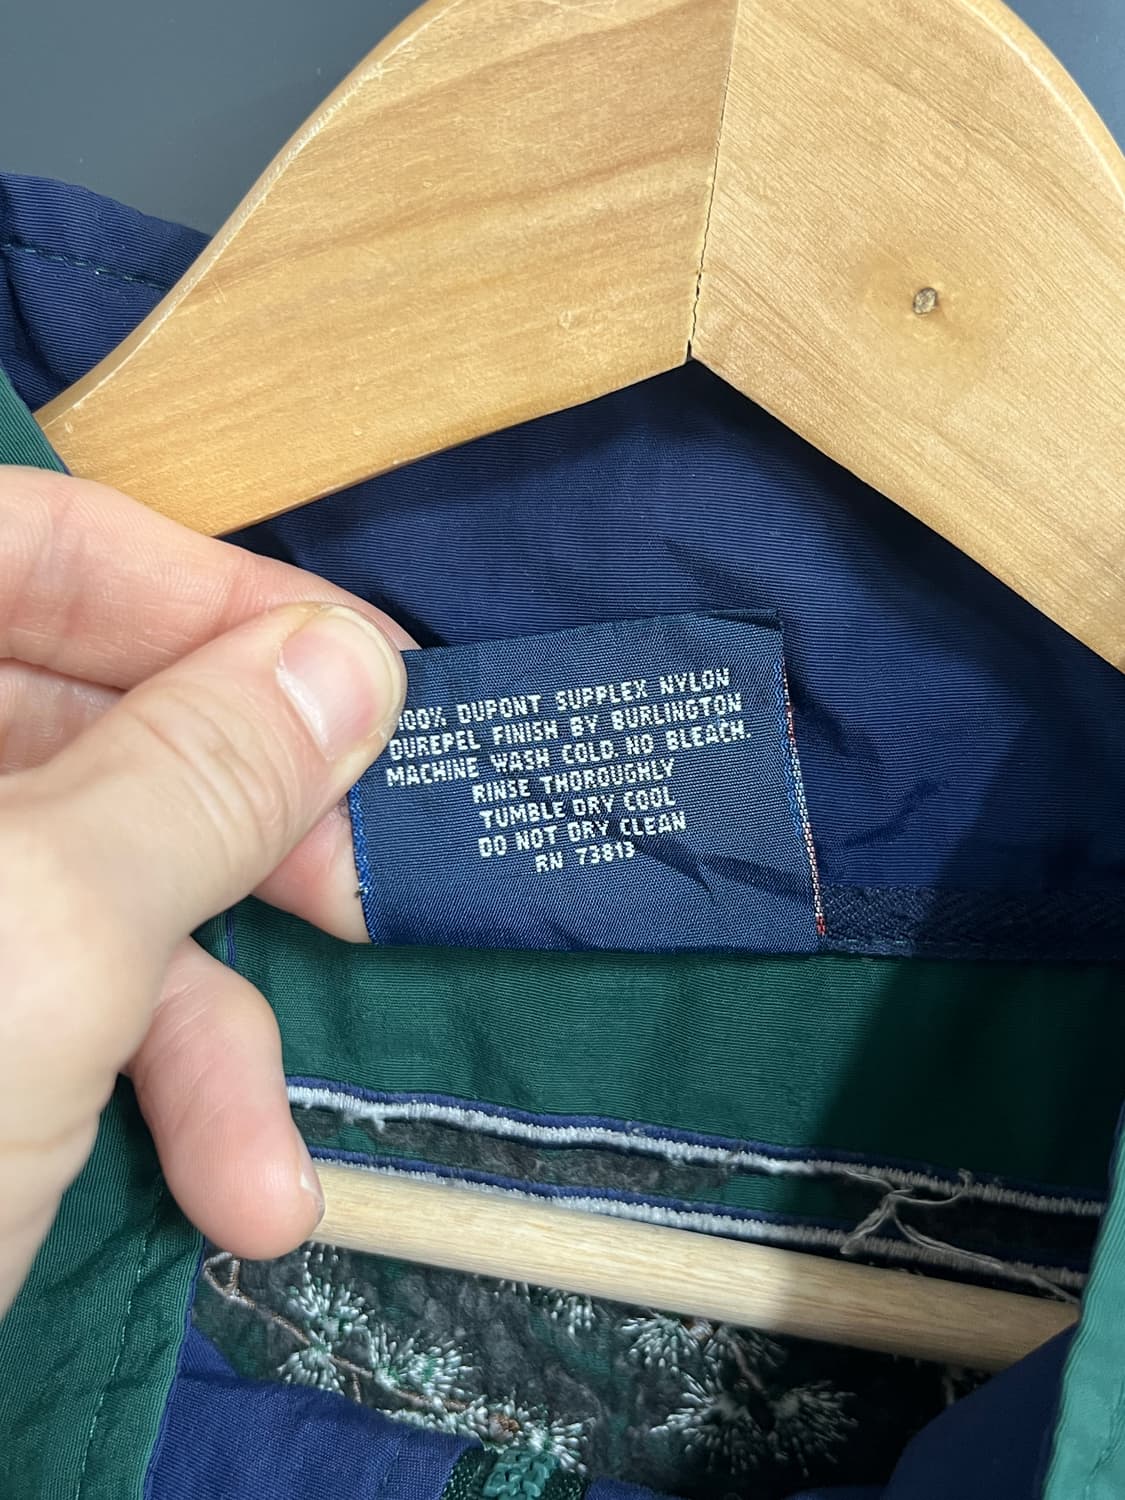 100% DUPONT SUPPLEX NYLON
DUREPEL FINISH BY BURLINGTON
MACHINE WASH COLD. NO BLEACH.
RINSE THOROUGHLY
TUMBLE DRY COOL
DO NOT DRY CLEAN
RN 73813